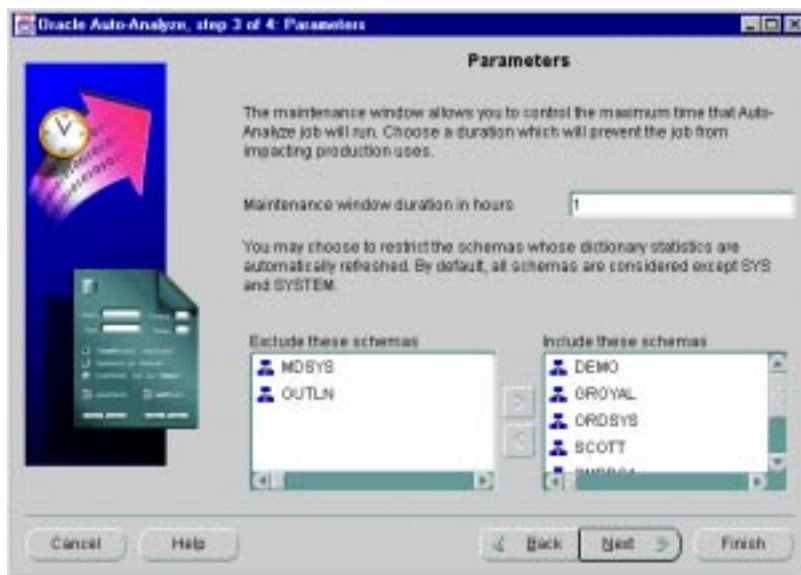 Oracle Auto-Analyze, step 3 of 4: Parameters
Parameters
The maintenance window allows you to control the maximum time that Auto-
Analyze job will run. Choose a duration which will prevent the job from
impacting production uses.
Maintenance window duration in hours
1
You may choose to restrict the schemas whose dictionary statistics are
automatically refreshed. By default, all schemas are considered except SYS
and SYSTEM.
Exclude these schemas
MDSYS
OUTLN
>
<
Include these schemas
DEMO
GROYAL
ORDSYS
SCOTT
Cancel
Help
Back
Next
Finish